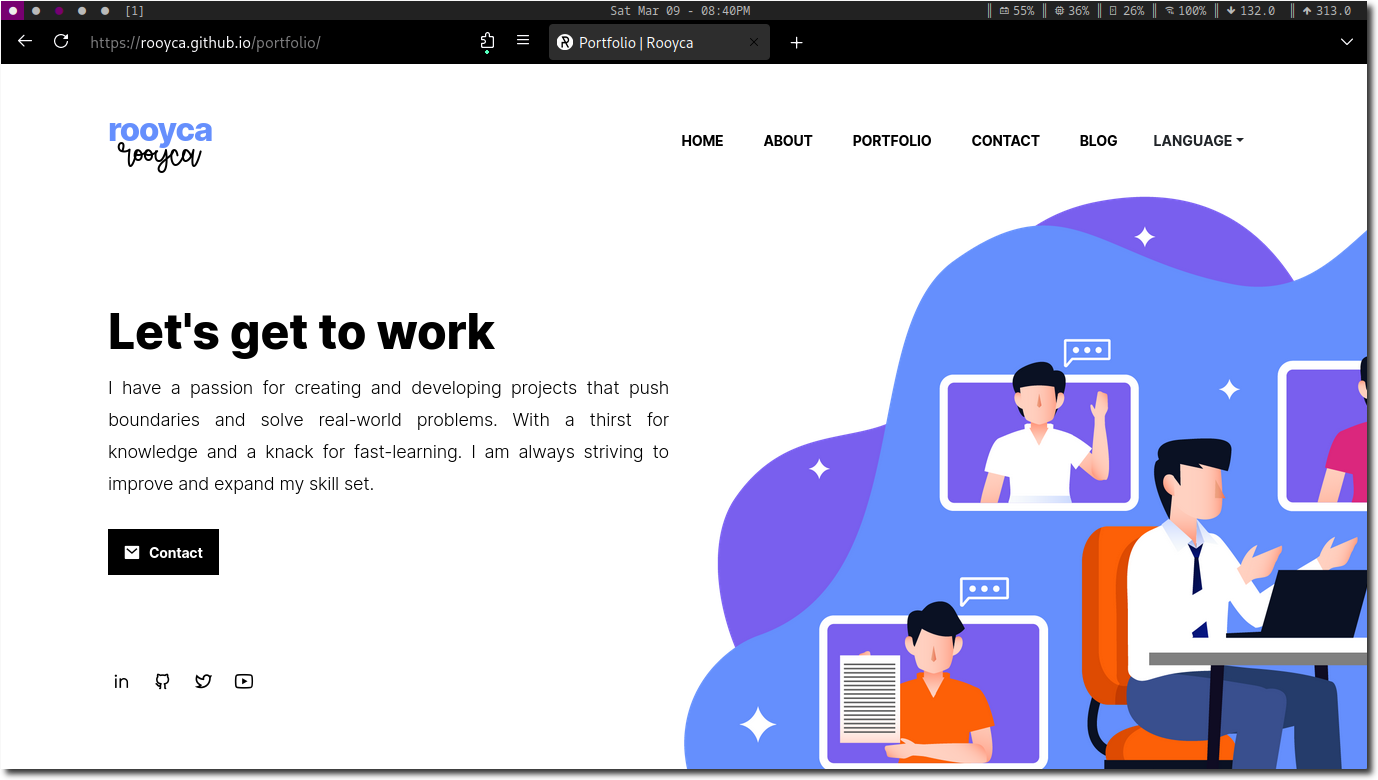 [1]
Sat Mar 09 - 08:40PM
55% 36% 26% 100% 132.0 313.0
https://rooyca.github.io/portfolio/
Portfolio | Rooyca
rooyca
rooyca
HOME ABOUT PORTFOLIO CONTACT BLOG LANGUAGE
Let's get to work
I have a passion for creating and developing projects that push
boundaries and solve real-world problems. With a thirst for
knowledge and a knack for fast-learning. I am always striving to
improve and expand my skill set.
Contact
in